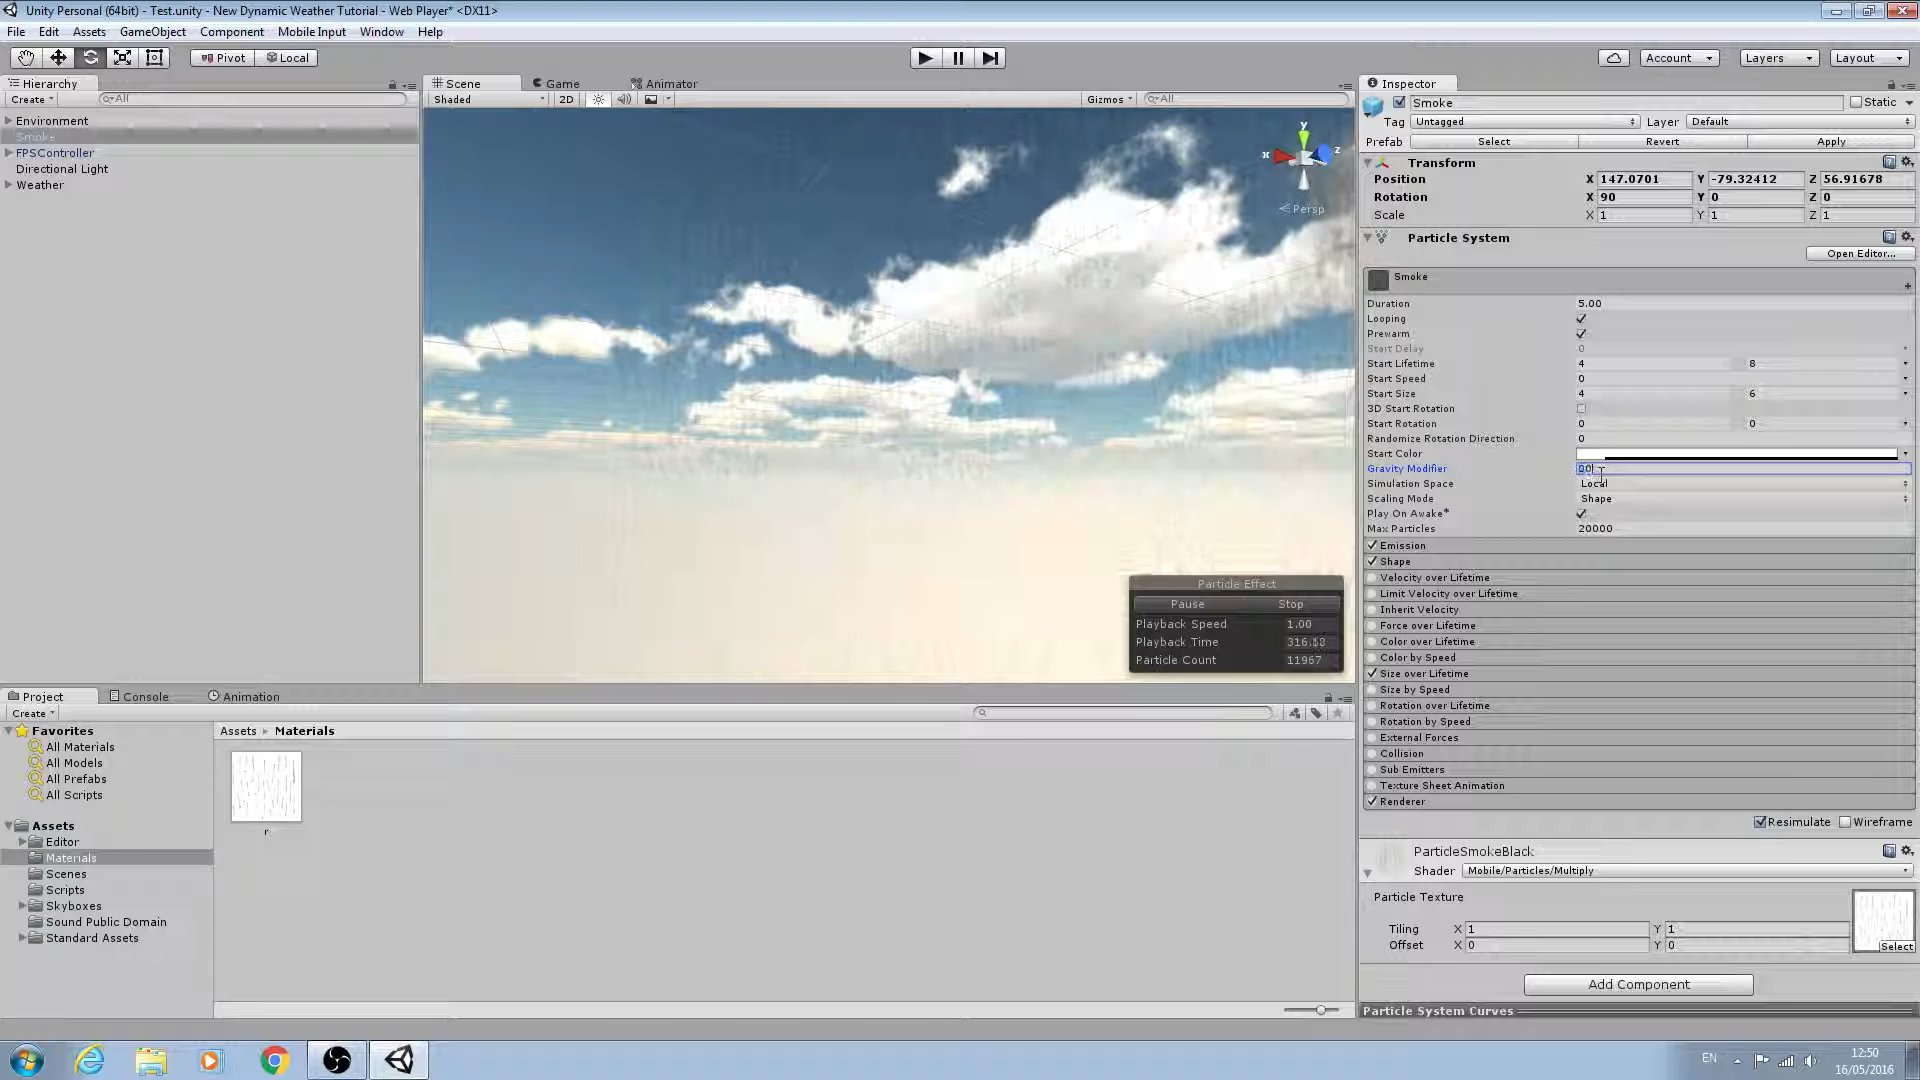 Unity Personal (64bit) - Test.unity - New Dynamic Weather Tutorial - Web Player* <DX11>
File Edit Assets GameObject Component Mobile Input Window Help
Pivot Local Account Layers Layout
Hierarchy
Create All
Environment
Smoke
FPSController
Directional Light
Weather
Scene Game Animator
Shaded 2D Gizmos All
y
x z
Persp
Particle Effect
Pause Stop
Playback Speed 1.00
Playback Time
Particle Count 11967
Inspector
Smoke Static
Tag Untagged Layer Default
Prefab Select Revert Apply
Transform
Position X 147.0701 Y -79.32412 Z 56.91678
Rotation X 90 Y 0 Z 0
Scale X 1 Y 1 Z 1
Particle System
Open Editor...
Smoke
Duration 5.00
Looping
Prewarm
Start Delay 0
Start Lifetime 4 8
Start Speed 0
Start Size 4 6
3D Start Rotation
Start Rotation 0 0
Randomize Rotation Direction 0
Start Color
Gravity Modifier
Simulation Space Local
Scaling Mode Shape
Play On Awake*
Max Particles 20000
Emission
Shape
Velocity over Lifetime
Limit Velocity over Lifetime
Inherit Velocity
Force over Lifetime
Color over Lifetime
Color by Speed
Size over Lifetime
Size by Speed
Rotation over Lifetime
Rotation by Speed
External Forces
Collision
Sub Emitters
Texture Sheet Animation
Renderer
Resimulate Wireframe
ParticleSmokeBlack
Shader Mobile/Particles/Multiply
Particle Texture
Tiling X 1 Y 1
Offset X 0 Y 0
Select
Add Component
Particle System Curves
Project Console Animation
Create
Favorites
All Materials
All Models
All Prefabs
All Scripts
Assets
Editor
Materials
Scenes
Scripts
Skyboxes
Sound Public Domain
Standard Assets
Assets Materials
r
EN
12:50
16/05/2016